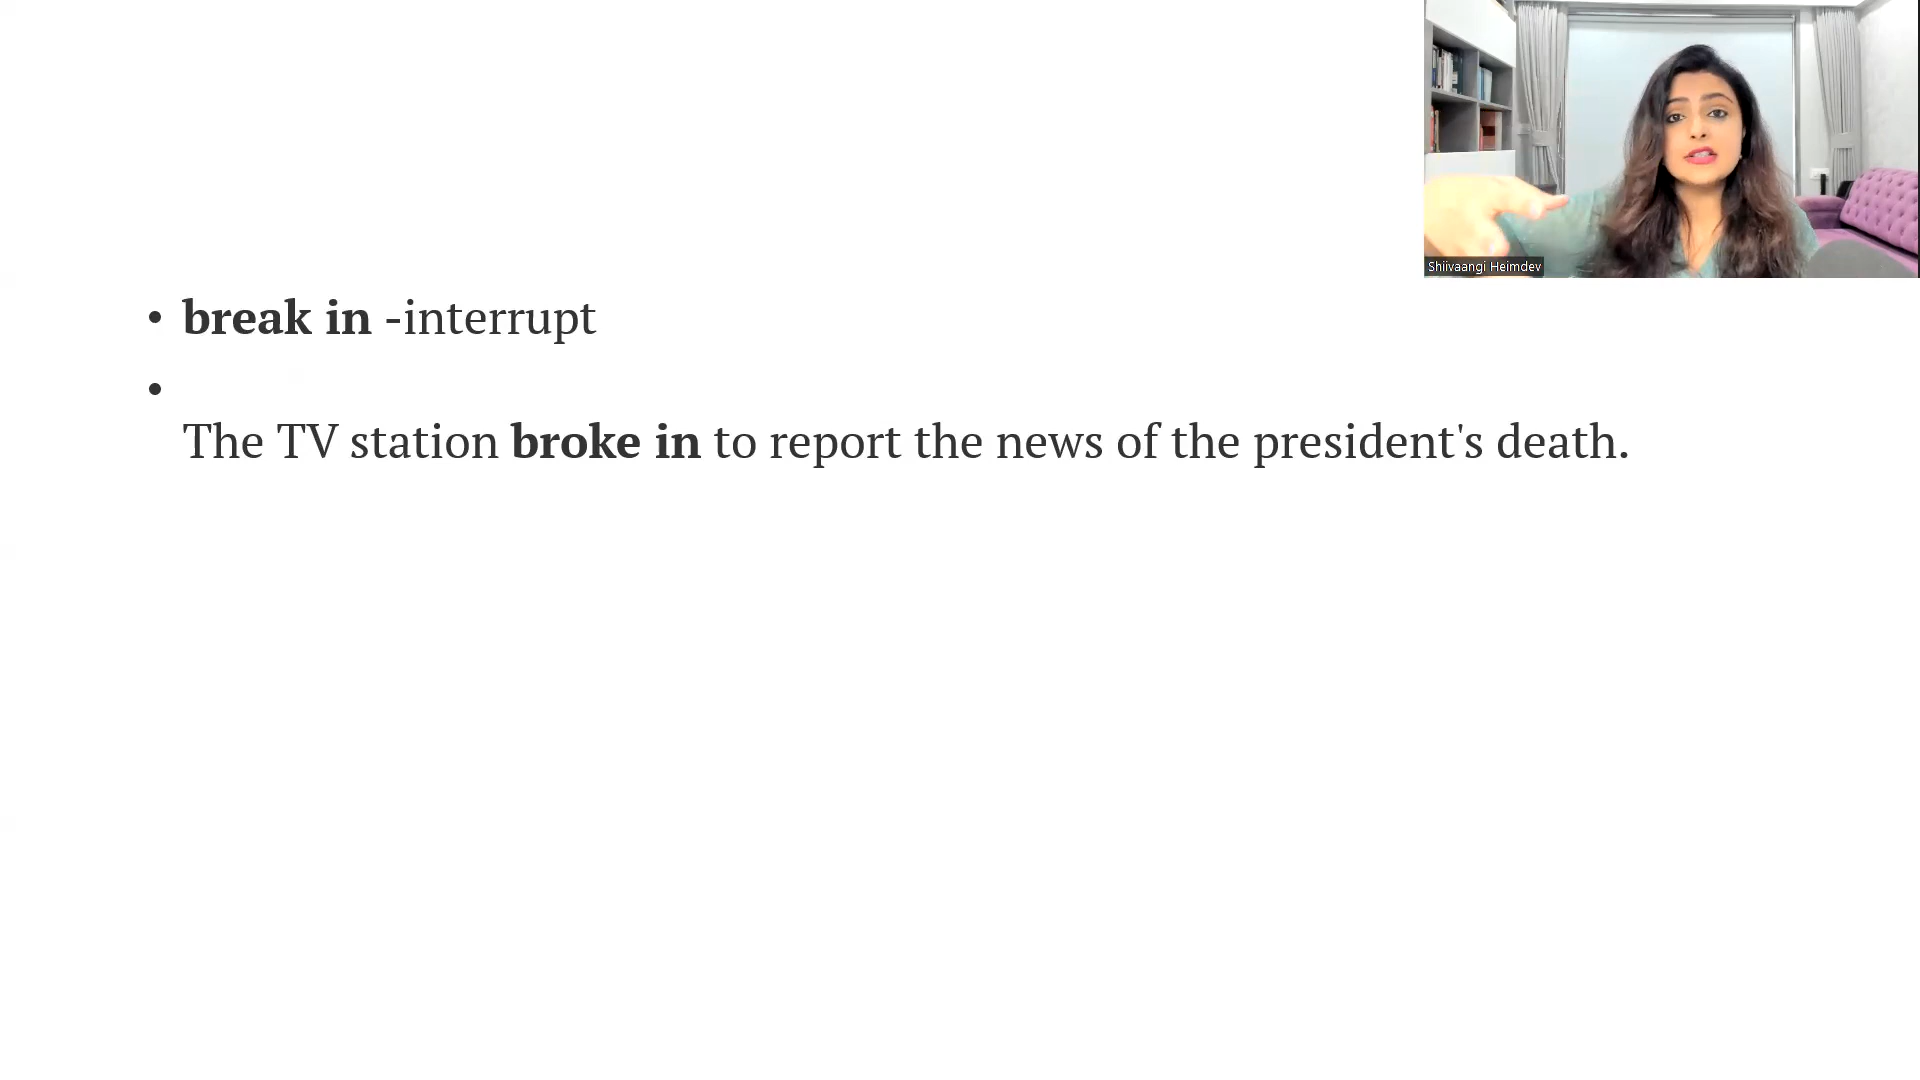 Shiivaangi Heimdev
• break in -interrupt
•
The TV station broke in to report the news of the president's death.